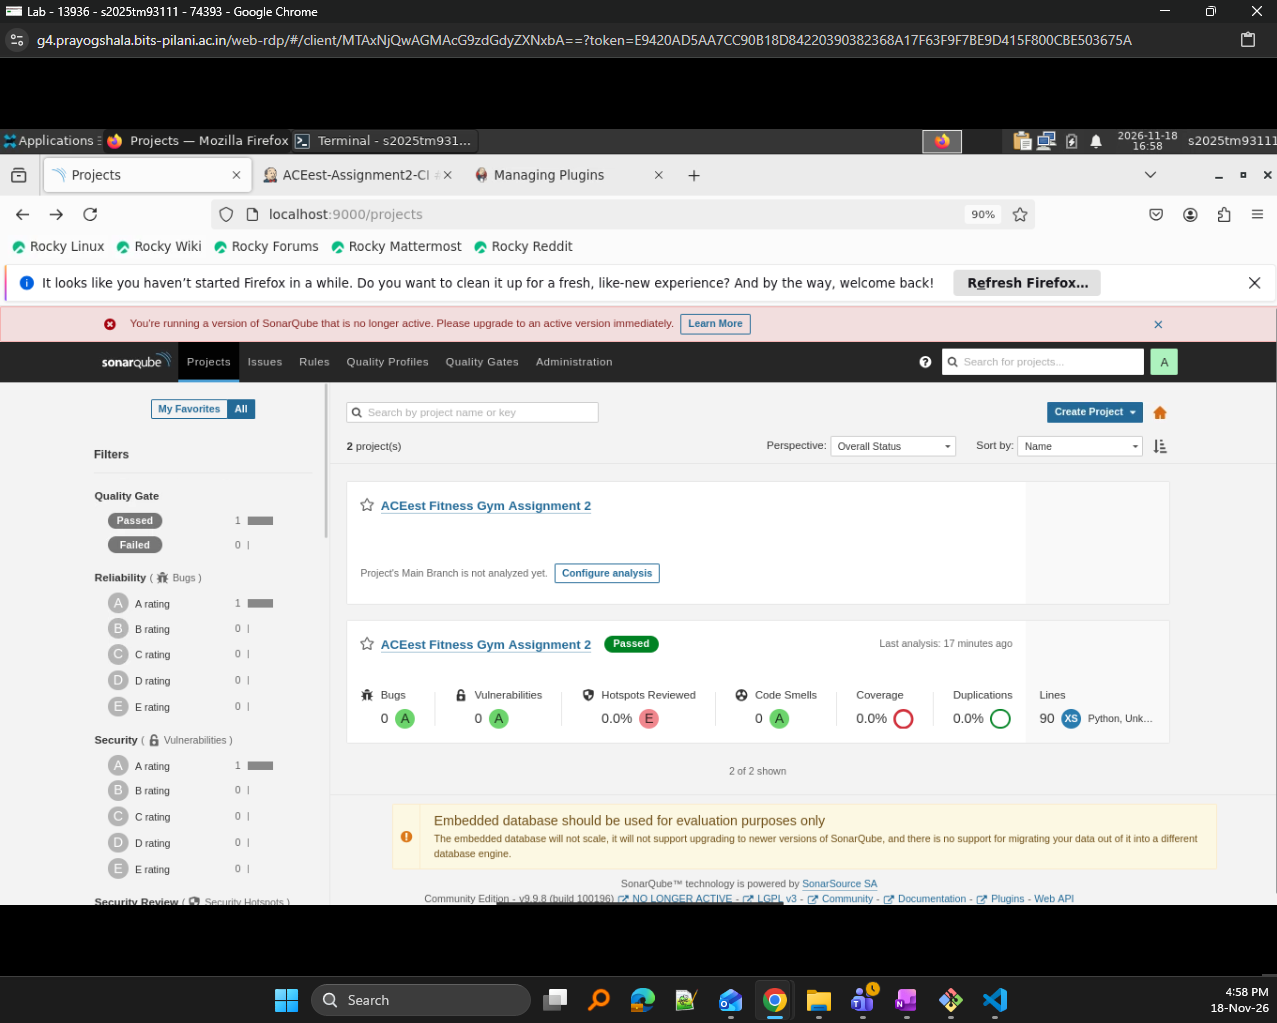 Lab - 13936 - s2025tm93111 - 74393 - Google Chrome
g4.prayogshala.bits-pilani.ac.in/web-rdp/#/client/MTAxNjQwAGMAcG9zdGdyZXNxbA==?token=E9420AD5AA7CC90B18D84220390382368A17F63F9F7BE9D415F800CBE503675A
Applications Projects — Mozilla Firefox Terminal - s2025tm931... 2026-11-18 s2025tm93111
16:58
Projects ACEest-Assignment2-CI Managing Plugins
localhost:9000/projects 90%
Rocky Linux Rocky Wiki Rocky Forums Rocky Mattermost Rocky Reddit
It looks like you haven’t started Firefox in a while. Do you want to clean it up for a fresh, like-new experience? And by the way, welcome back! Refresh Firefox...
You're running a version of SonarQube that is no longer active. Please upgrade to an active version immediately. Learn More
sonarqube Projects Issues Rules Quality Profiles Quality Gates Administration Search for projects... A
My Favorites All
Search by project name or key Create Project
2 project(s) Perspective: Overall Status Sort by: Name
Filters
Quality Gate
Passed 1
Failed 0
Reliability ( Bugs )
A A rating 1
B B rating 0
C C rating 0
D D rating 0
E E rating 0
Security ( Vulnerabilities )
A A rating 1
B B rating 0
C C rating 0
D D rating 0
E E rating 0
Security Review ( Security Hotspots )
ACEest Fitness Gym Assignment 2
Project's Main Branch is not analyzed yet. Configure analysis
ACEest Fitness Gym Assignment 2 Passed Last analysis: 17 minutes ago
Bugs Vulnerabilities Hotspots Reviewed Code Smells Coverage Duplications Lines
0 A 0 A 0.0% E 0 A 0.0% 0.0% 90 XS Python, Unk...
2 of 2 shown
Embedded database should be used for evaluation purposes only
The embedded database will not scale, it will not support upgrading to newer versions of SonarQube, and there is no support for migrating your data out of it into a different
database engine.
SonarQube™ technology is powered by SonarSource SA
Community Edition - v9.9.8 (build 100196) NO LONGER ACTIVE - LGPL v3 - Community - Documentation - Plugins - Web API
Search
4:58 PM
18-Nov-26